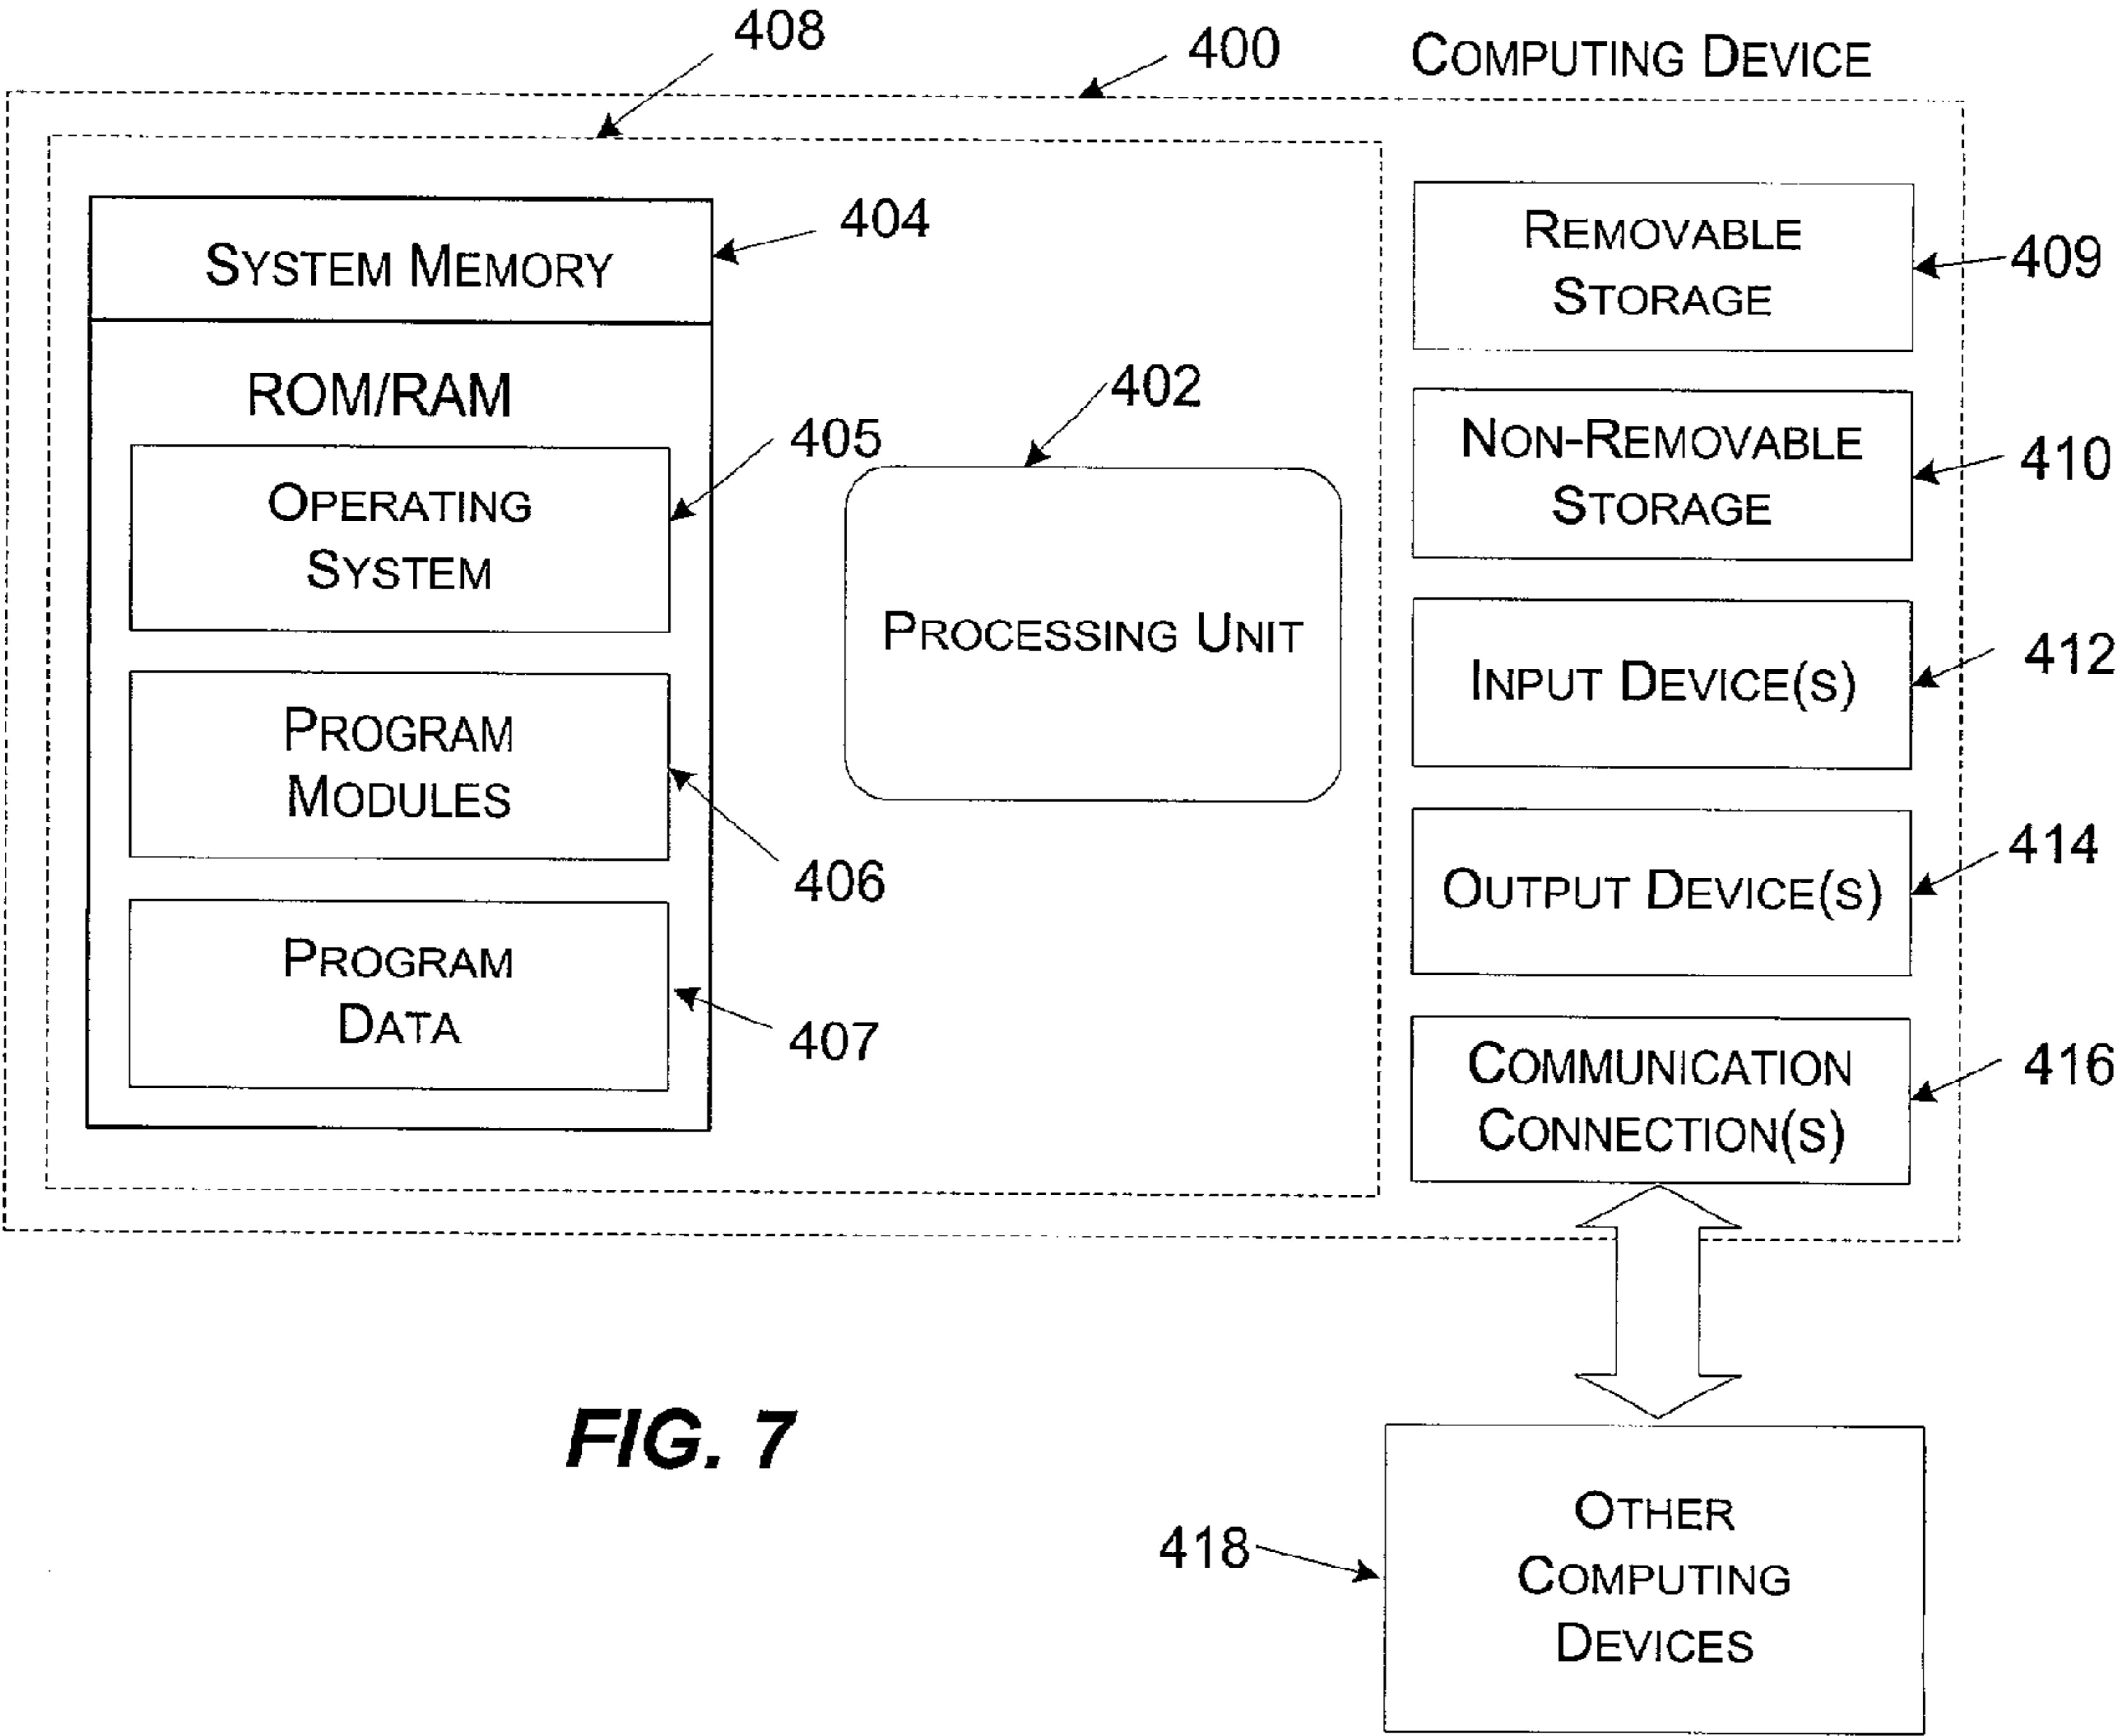 408
400
COMPUTING DEVICE
SYSTEM MEMORY
404
ROM/RAM
OPERATING
SYSTEM
405
PROGRAM
MODULES
406
PROGRAM
DATA
407
402
PROCESSING UNIT
REMOVABLE
STORAGE
409
NON-REMOVABLE
STORAGE
410
INPUT DEVICE(S)
412
OUTPUT DEVICE(S)
414
COMMUNICATION
CONNECTION(S)
416
FIG. 7
418
OTHER
COMPUTING
DEVICES